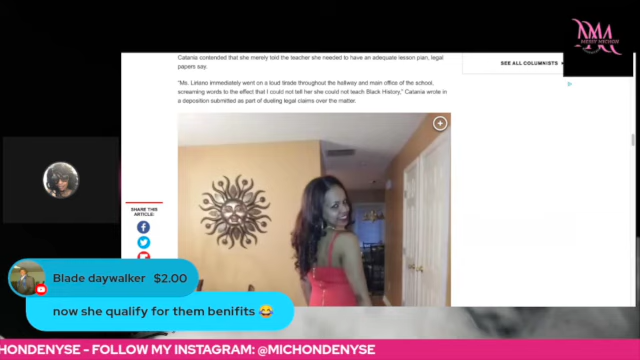 Catania contended that she merely told the teacher she needed to have an adequate lesson plan, legal
papers say.
"Ms. Liriano immediately went on a loud tirade throughout the hallway and main office of the school,
screaming words to the effect that I could not tell her she could not teach Black History," Catania wrote in
a deposition submitted as part of dueling legal claims over the matter.
SEE ALL COLUMNISTS
SHARE THIS
ARTICLE:
Blade daywalker $2.00
now she qualify for them benifits 😂
HONDENYSE - FOLLOW MY INSTAGRAM: @MICHONDENYSE